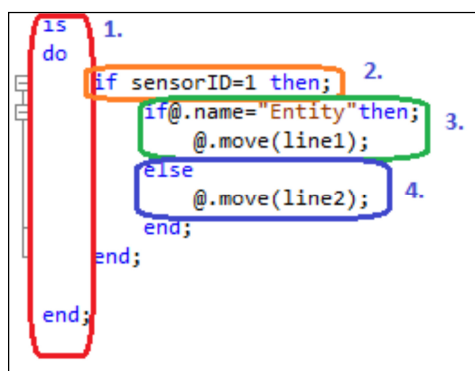 is 1.
do
if sensorID=1 then; 2.
if@.name="Entity"then; 3.
@.move(line1);
else
@.move(line2); 4.
end;
end;
end;